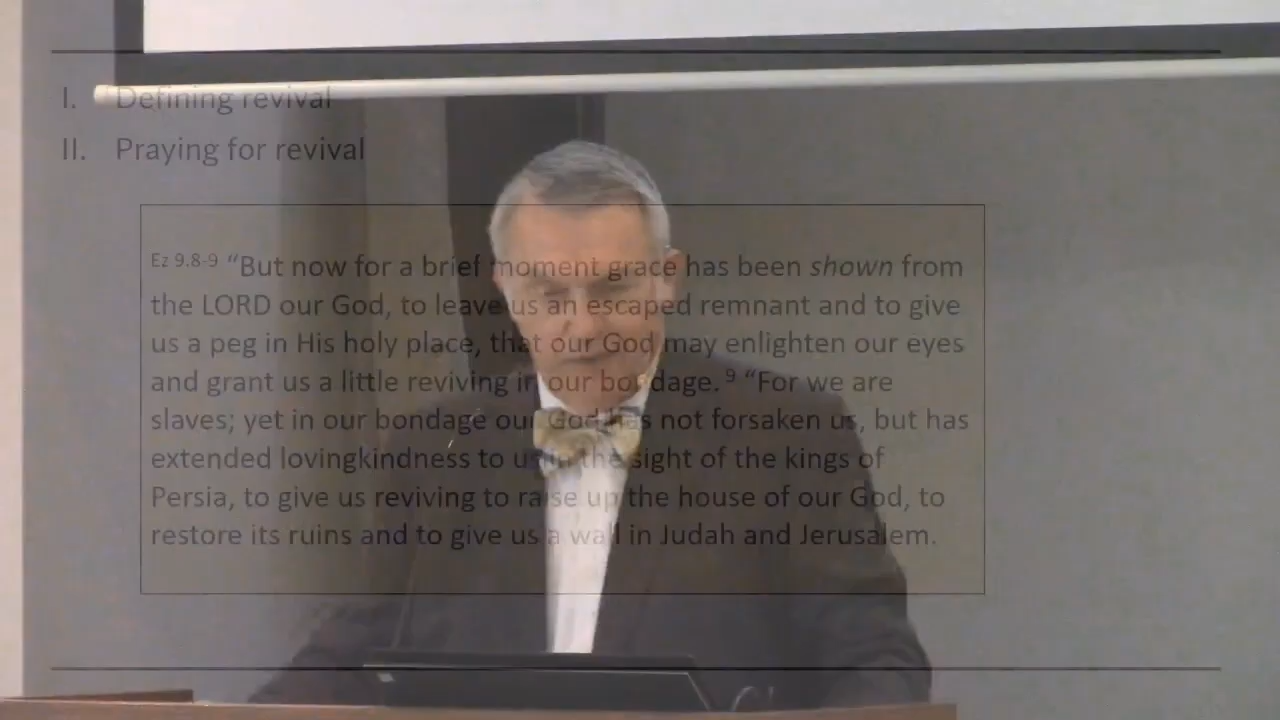 I. Defining revival
II. Praying for revival
Ez 9.8-9 “But now for a brief moment grace has been shown from
the LORD our God, to leave us an escaped remnant and to give
us a peg in His holy place, that our God may enlighten our eyes
and grant us a little reviving in our bondage. 9 “For we are
slaves; yet in our bondage our God has not forsaken us, but has
extended lovingkindness to us in the sight of the kings of
Persia, to give us reviving to raise up the house of our God, to
restore its ruins and to give us a wall in Judah and Jerusalem.